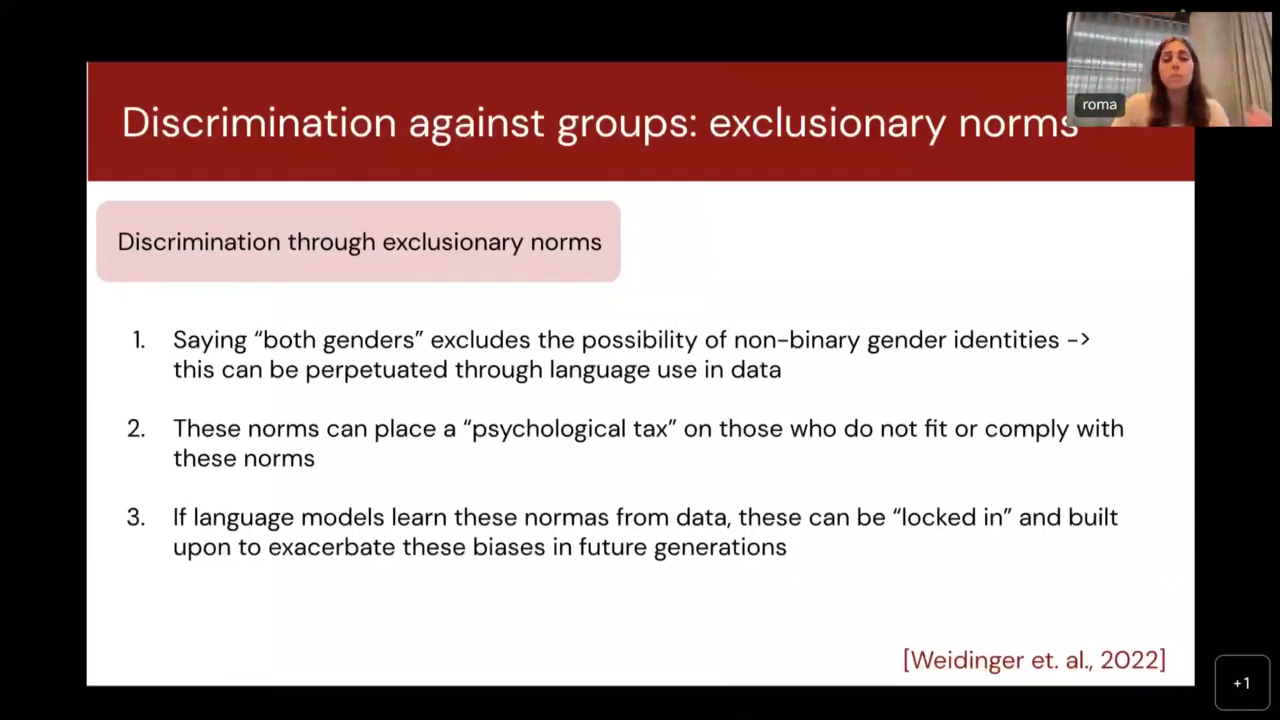 Discrimination against groups: exclusionary norms
roma
Discrimination through exclusionary norms
1. Saying “both genders” excludes the possibility of non-binary gender identities ->
this can be perpetuated through language use in data
2. These norms can place a “psychological tax” on those who do not fit or comply with
these norms
3. If language models learn these normas from data, these can be “locked in” and built
upon to exacerbate these biases in future generations
[Weidinger et. al., 2022]
+1